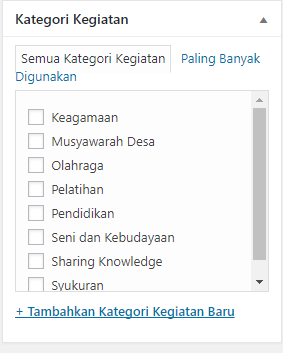 Kategori Kegiatan
Semua Kategori Kegiatan Paling Banyak
Digunakan
Keagamaan
Musyawarah Desa
Olahraga
Pelatihan
Pendidikan
Seni dan Kebudayaan
Sharing Knowledge
Syukuran
+ Tambahkan Kategori Kegiatan Baru